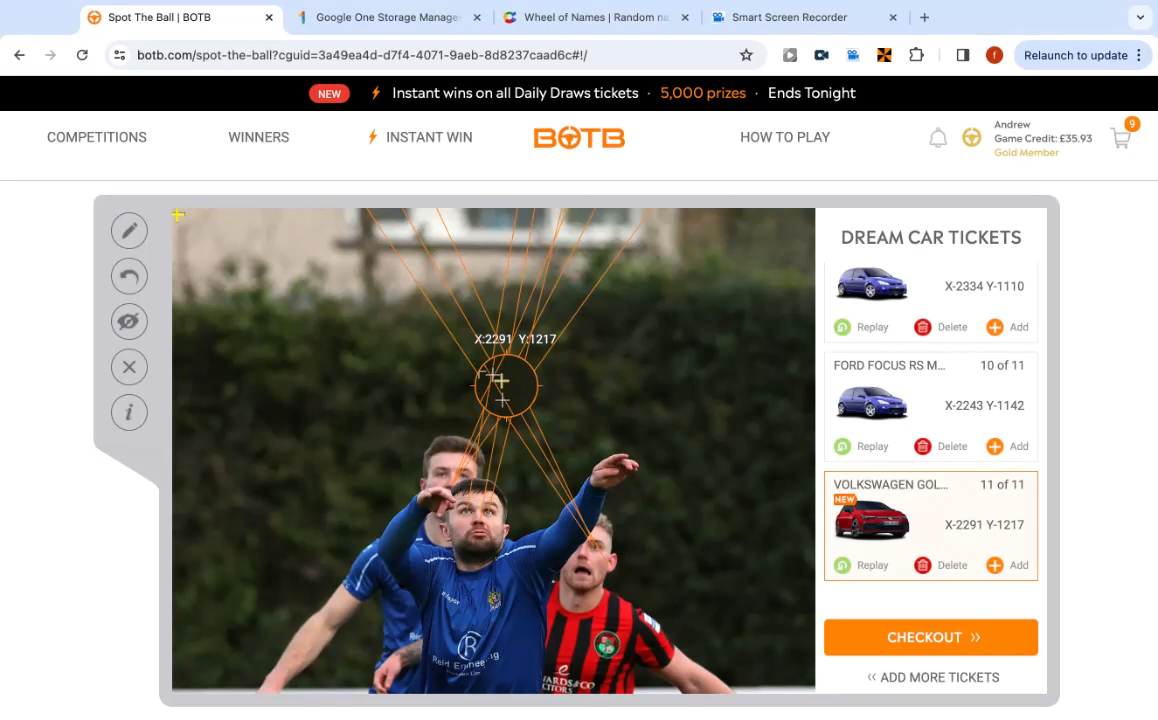 Spot The Ball | BOTB
Google One Storage Manage
Wheel of Names | Random na
Smart Screen Recorder
botb.com/spot-the-ball?cguid=3a49ea4d-d7f4-4071-9aeb-8d8237caad6c#!/
Relaunch to update
NEW Instant wins on all Daily Draws tickets · 5,000 prizes · Ends Tonight
COMPETITIONS
WINNERS
INSTANT WIN
BOTB
HOW TO PLAY
Andrew
Game Credit: £35.93
Gold Member
9
DREAM CAR TICKETS
X-2334 Y-1110
Replay Delete Add
FORD FOCUS RS M... 10 of 11
X-2243 Y-1142
Replay Delete Add
VOLKSWAGEN GOL... 11 of 11
NEW
X-2291 Y-1217
Replay Delete Add
CHECKOUT
ADD MORE TICKETS
X:2291 Y:1217
Reid Engineering